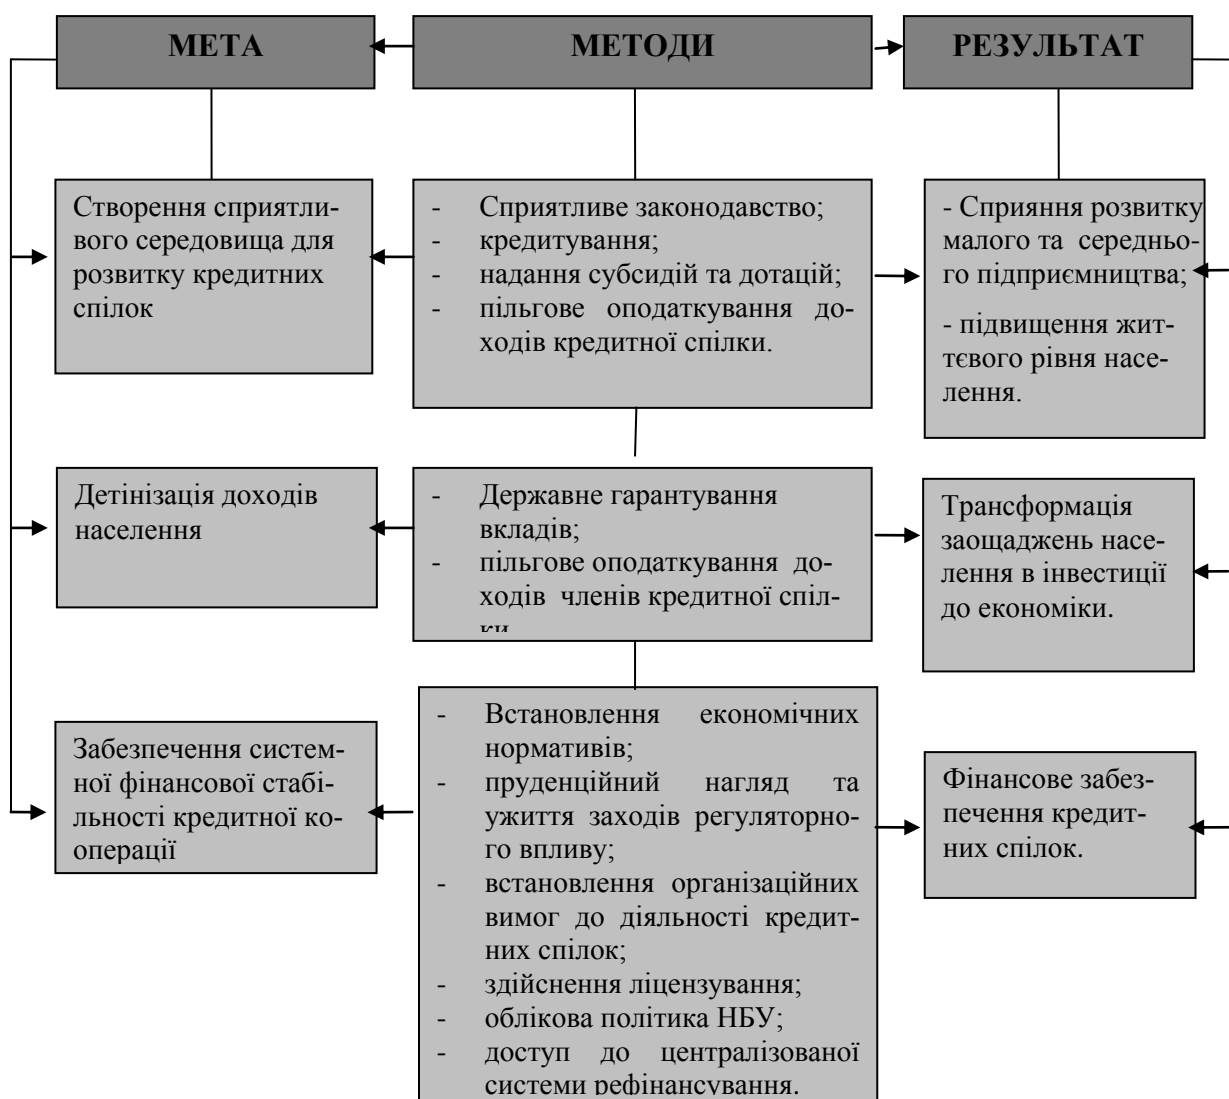 МЕТА
МЕТОДИ
РЕЗУЛЬТАТ
Створення сприятли-
вого середовища для
розвитку кредитних
спілок
- Сприятливе законодавство;
- кредитування;
- надання субсидій та дотацій;
- пільгове оподаткування до-
ходів кредитної спілки.
- Сприяння розвитку
малого та середньо-
го підприємництва;
- підвищення жит-
тєвого рівня насе-
лення.
Детінізація доходів
населення
- Державне гарантування
вкладів;
- пільгове оподаткування до-
ходів членів кредитної спіл-
ки
Трансформація
заощаджень насе-
лення в інвестиції
до економіки.
Забезпечення систем-
ної фінансової стабі-
льності кредитної ко-
операції
- Встановлення економічних
нормативів;
- пруденційний нагляд та
ужиття заходів регуляторно-
го впливу;
- встановлення організаційних
вимог до діяльності кредит-
них спілок;
- здійснення ліцензування;
- облікова політика НБУ;
- доступ до централізованої
системи рефінансування.
Фінансове забез-
печення кредит-
них спілок.